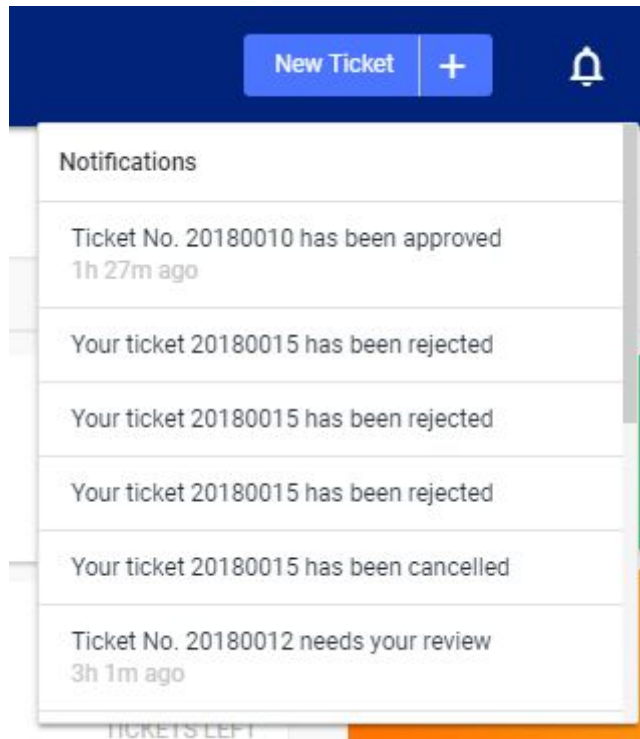 New Ticket +
Notifications
Ticket No. 20180010 has been approved
1h 27m ago
Your ticket 20180015 has been rejected
Your ticket 20180015 has been rejected
Your ticket 20180015 has been rejected
Your ticket 20180015 has been cancelled
Ticket No. 20180012 needs your review
3h 1m ago
TICKETS LEFT